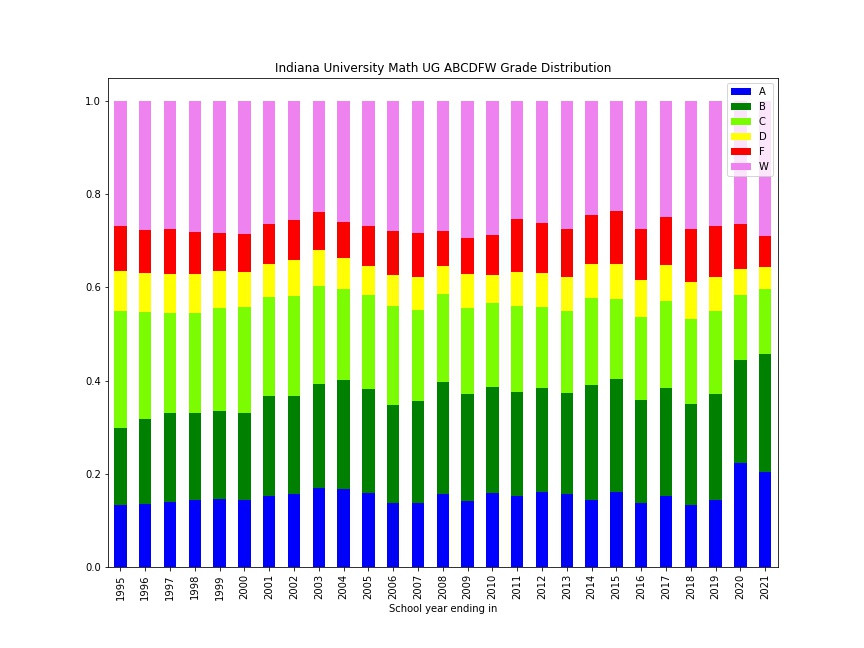 Indiana University Math UG ABCDFW Grade Distribution
A
B
C
D
F
W
1.0
0.8
0.6
0.4
0.2
0.0
1995 1996 1997 1998 1999 2000 2001 2002 2003 2004 2005 2006 2007 2008 2009 2010 2011 2012 2013 2014 2015 2016 2017 2018 2019 2020 2021
School year ending in